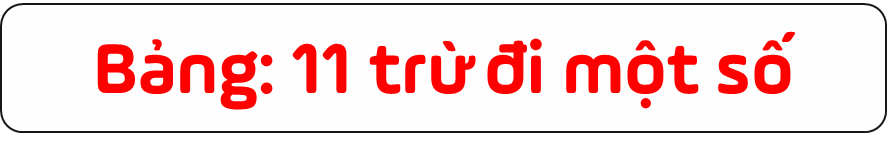 Bảng: 11 trừ đi một số